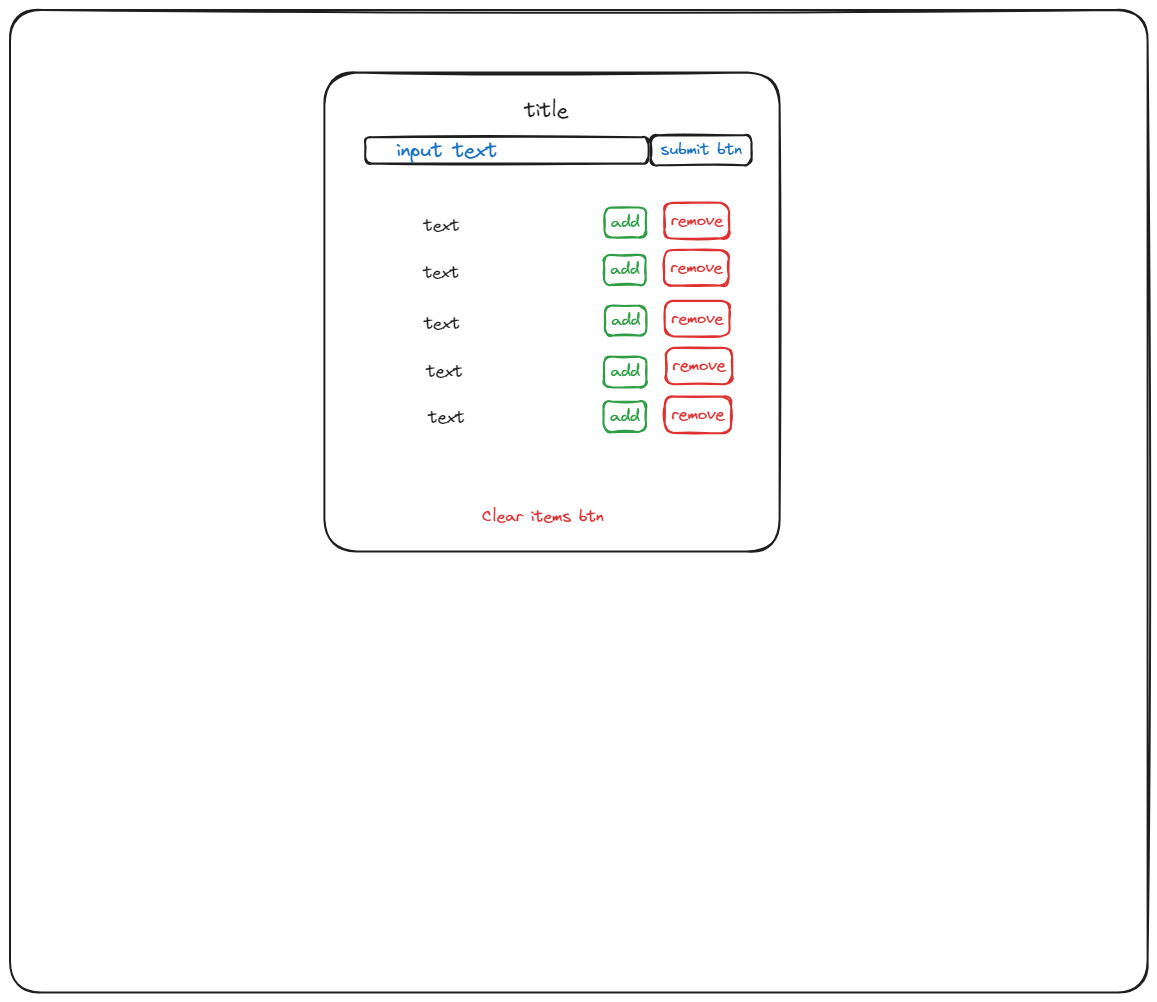 title
input text submit btn
text add remove
text add remove
text add remove
text add remove
text add remove
Clear items btn